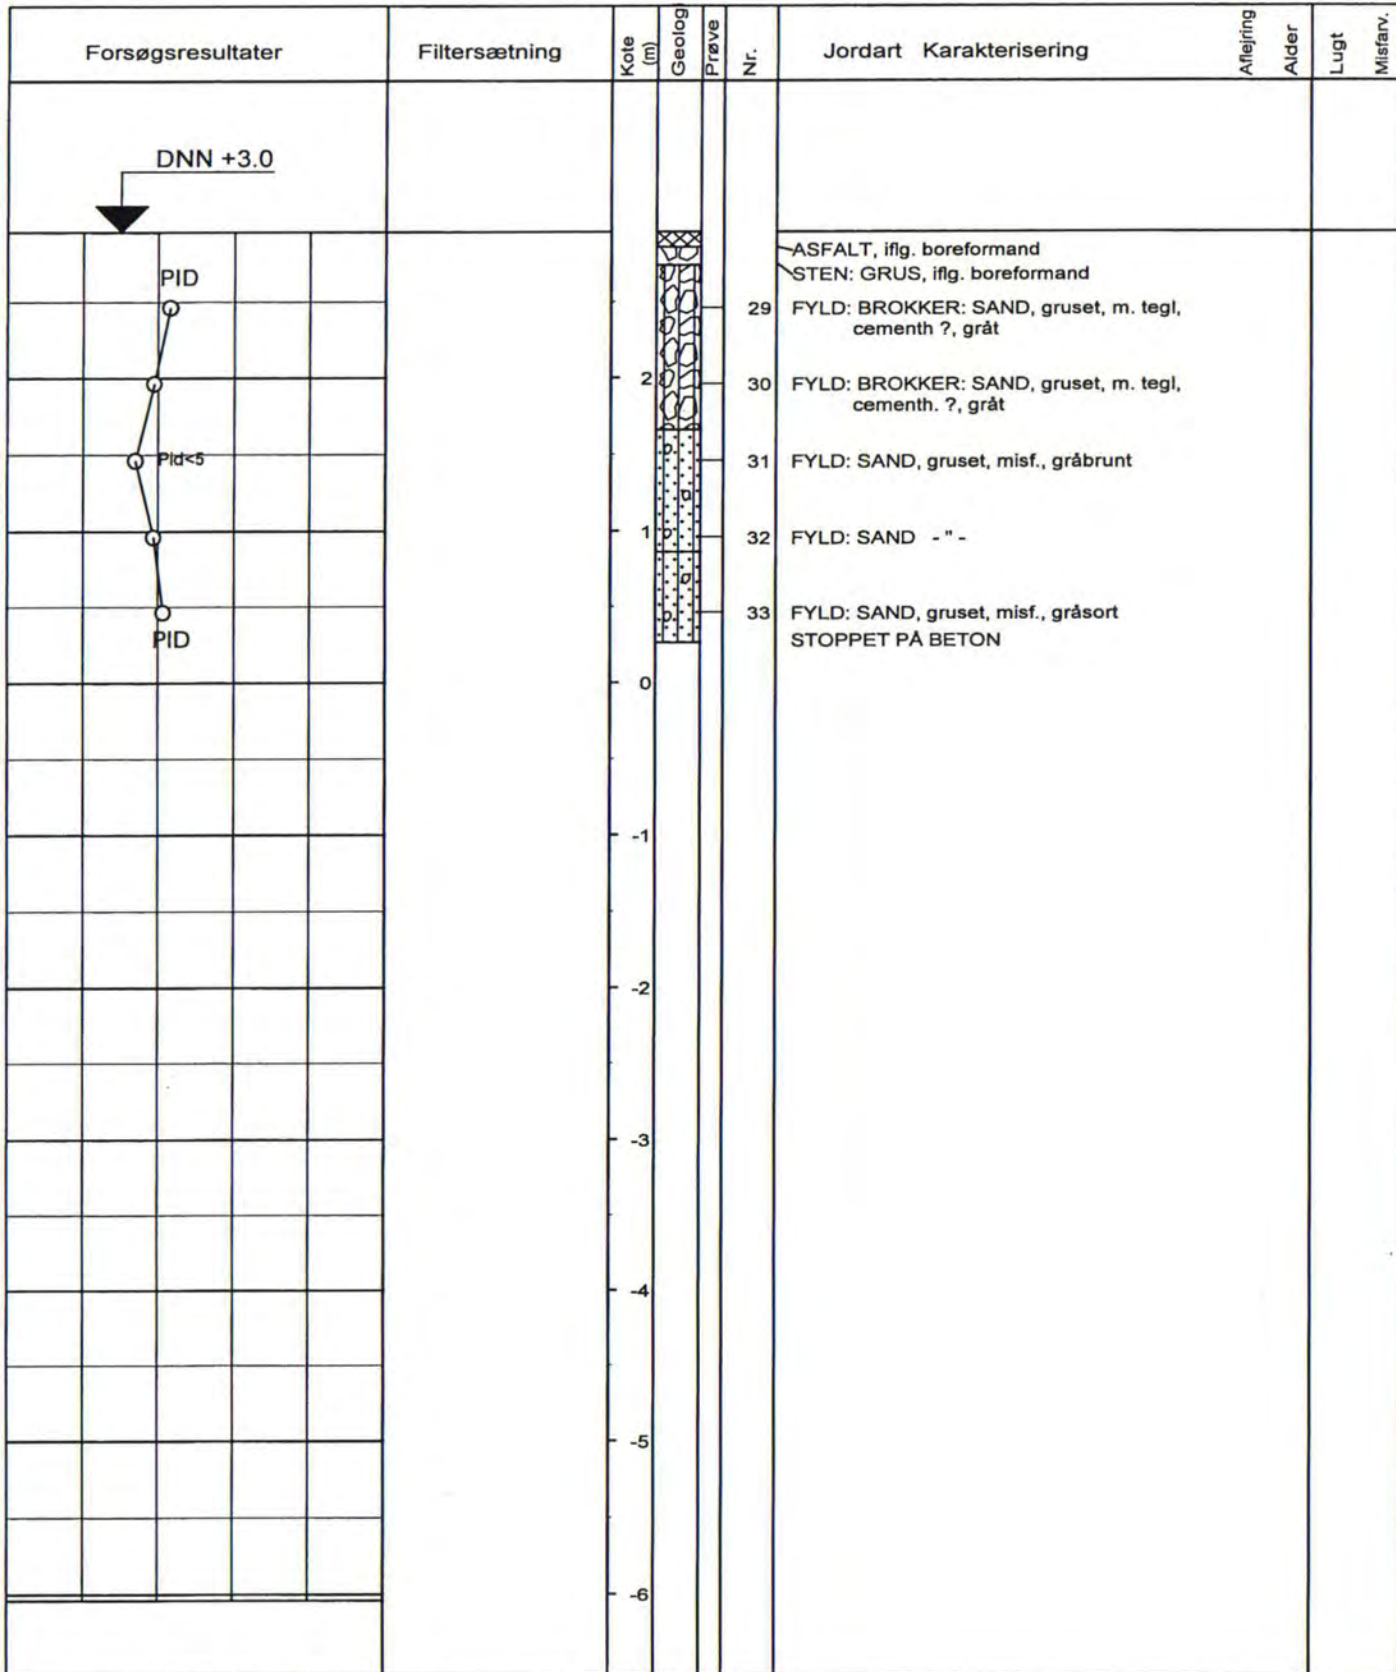 Forsøgsresultater
Filtersætning
Kote
(m)
Geologi
Prøve
Nr.
Jordart Karakterisering
Aflejring
Alder
Lugt
Misfarv.
DNN +3.0
PID
Pid<5
PID
2
1
0
-1
-2
-3
-4
-5
-6
ASFALT, iflg. boreformand
STEN: GRUS, iflg. boreformand
29 FYLD: BROKKER: SAND, gruset, m. tegl,
cementh ?, gråt
30 FYLD: BROKKER: SAND, gruset, m. tegl,
cementh. ?, gråt
31 FYLD: SAND, gruset, misf., gråbrunt
32 FYLD: SAND - " -
33 FYLD: SAND, gruset, misf., gråsort
STOPPET PÅ BETON